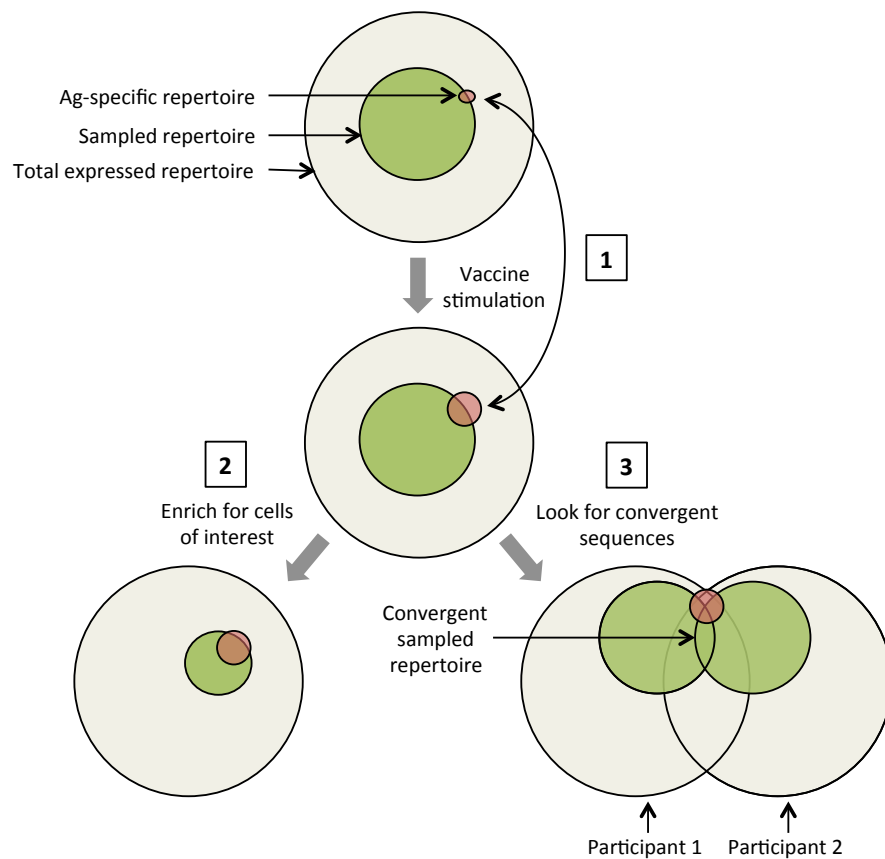 Ag-specific repertoire
Sampled repertoire
Total expressed repertoire
1
Vaccine
stimulation
2
Enrich for cells
of interest
3
Look for convergent
sequences
Convergent
sampled
repertoire
Participant 1
Participant 2